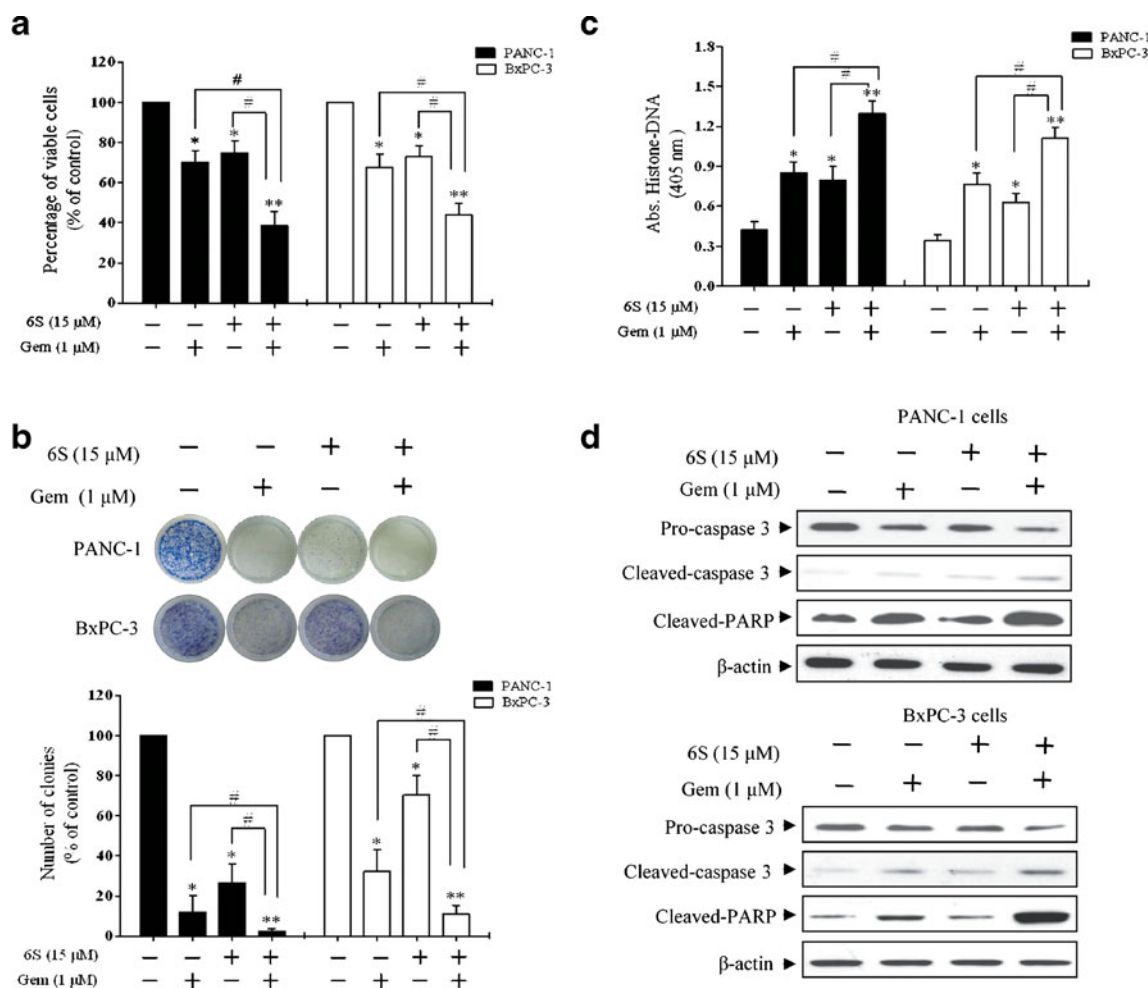 a
PANC-1
BxPC-3
Percentage of viable cells
(% of control)
120
100
80
60
40
20
0
# # # #
* * ** * * **
6S (15 μM) − − + + − − + +
Gem (1 μM) − + − + − + − +
c
PANC-1
BxPC-3
Abs. Histone-DNA
(405 nm)
1.8
1.5
1.2
0.9
0.6
0.3
0.0
# # # #
* * ** * * **
6S (15 μM) − − + + − − + +
Gem (1 μM) − + − + − + − +
b
6S (15 μM) − − + +
Gem (1 μM) − + − +
PANC-1
BxPC-3
PANC-1
BxPC-3
Number of clonies
(% of control)
120
100
80
60
40
20
0
# # # #
* * ** * * **
6S (15 μM) − − + + − − + +
Gem (1 μM) − + − + − + − +
d
PANC-1 cells
6S (15 μM) − − + +
Gem (1 μM) − + − +
Pro-caspase 3
Cleaved-caspase 3
Cleaved-PARP
β-actin
BxPC-3 cells
6S (15 μM) − − + +
Gem (1 μM) − + − +
Pro-caspase 3
Cleaved-caspase 3
Cleaved-PARP
β-actin